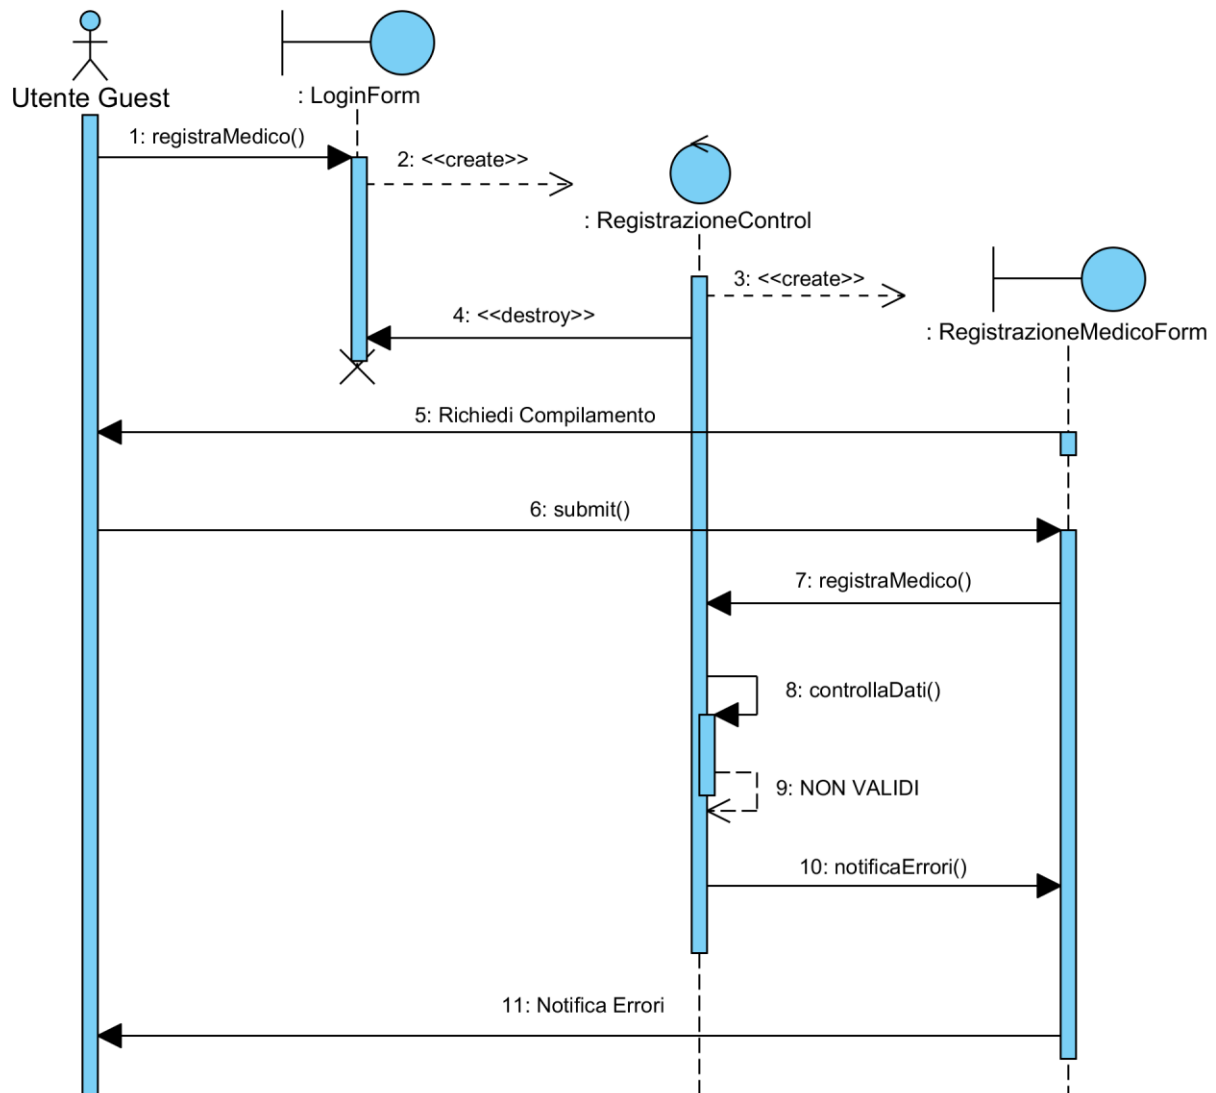 Utente Guest
: LoginForm
1: registraMedico()
2: <<create>>
: RegistrazioneControl
3: <<create>>
4: <<destroy>>
: RegistrazioneMedicoForm
5: Richiedi Compilamento
6: submit()
7: registraMedico()
8: controllaDati()
9: NON VALIDI
10: notificaErrori()
11: Notifica Errori